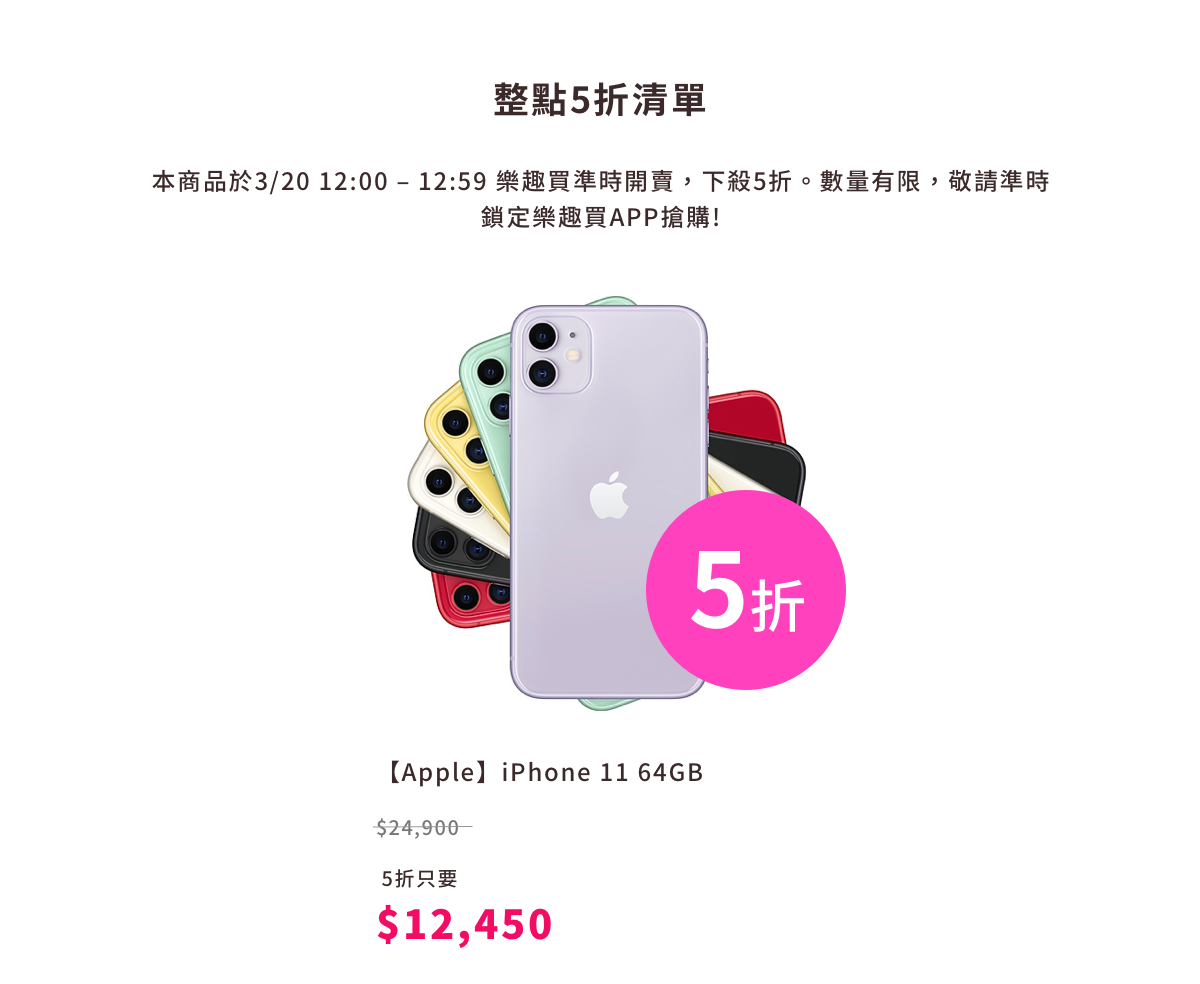 整點5折清單
本商品於3/20 12:00 – 12:59 樂趣買準時開賣，下殺5折。數量有限，敬請準時
鎖定樂趣買APP搶購!
5折
【Apple】iPhone 11 64GB
$24,900
5折只要
$12,450